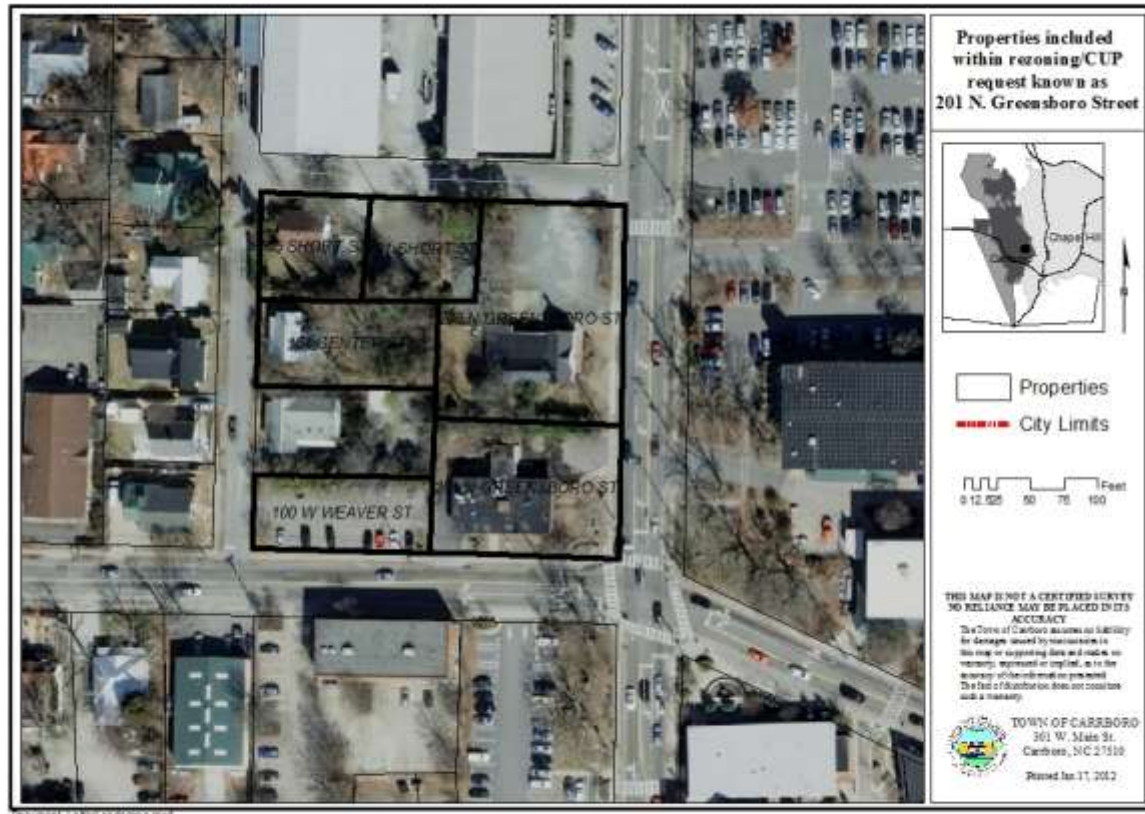 Properties included
within rezoning/CUP
request known as
201 N. Greensboro Street
Chapel Hill
Properties
City Limits
Feet
0 12.525 50 75 100
SHORT
SHORT ST
GREENSBORO ST
CENTER
GREENSBORO ST
100 W WEAVER ST
THIS MAP IS NOT A CERTIFIED SURVEY
NO RELIANCE MAY BE PLACED IN ITS
ACCURACY
The Town of Carrboro assumes no liability
for damages caused by inaccuracies in
this map or supporting data and makes no
warranty, expressed or implied, as to the
accuracy of the information presented.
The fact of distribution does not constitute
such a warranty.
TOWN OF CARRBORO
301 W. Main St.
Carrboro, NC 27510
Printed Jan 17, 2012